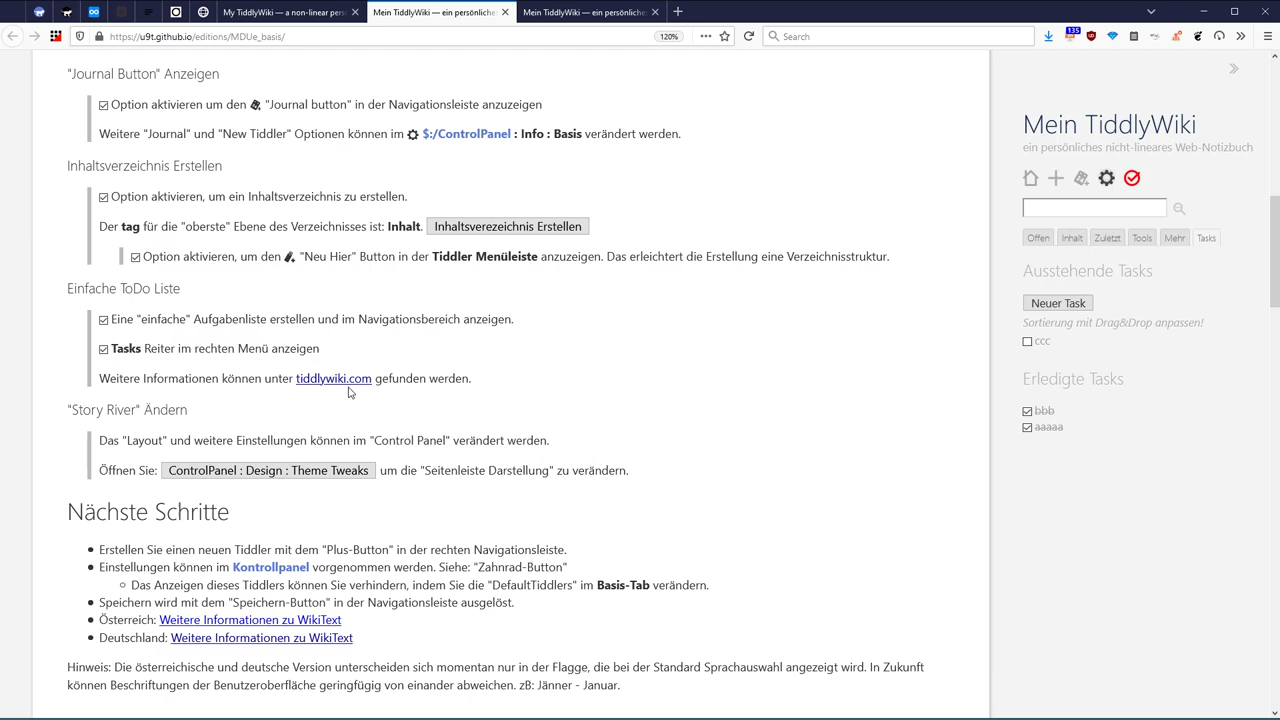 My TiddlyWiki — a non-linear pers
Mein TiddlyWiki — ein persönliche
Mein TiddlyWiki — ein persönliche
https://u9t.github.io/editions/MDUe_basis/
120%
Search
135
"Journal Button" Anzeigen
Option aktivieren um den "Journal button" in der Navigationsleiste anzuzeigen
Weitere "Journal" und "New Tiddler" Optionen können im $:/ControlPanel : Info : Basis verändert werden.
Inhaltsverzeichnis Erstellen
Option aktivieren, um ein Inhaltsverzeichnis zu erstellen.
Der tag für die "oberste" Ebene des Verzeichnisses ist: Inhalt. Inhaltsverezeichnis Erstellen
Option aktivieren, um den "Neu Hier" Button in der Tiddler Menüleiste anzuzeigen. Das erleichtert die Erstellung eine Verzeichnisstruktur.
Einfache ToDo Liste
Eine "einfache" Aufgabenliste erstellen und im Navigationsbereich anzeigen.
Tasks Reiter im rechten Menü anzeigen
Weitere Informationen können unter tiddlywiki.com gefunden werden.
"Story River" Ändern
Das "Layout" und weitere Einstellungen können im "Control Panel" verändert werden.
Öffnen Sie: ControlPanel : Design : Theme Tweaks um die "Seitenleiste Darstellung" zu verändern.
Nächste Schritte
Erstellen Sie einen neuen Tiddler mit dem "Plus-Button" in der rechten Navigationsleiste.
Einstellungen können im Kontrollpanel vorgenommen werden. Siehe: "Zahnrad-Button"
Das Anzeigen dieses Tiddlers können Sie verhindern, indem Sie die "DefaultTiddlers" im Basis-Tab verändern.
Speichern wird mit dem "Speichern-Button" in der Navigationsleiste ausgelöst.
Österreich: Weitere Informationen zu WikiText
Deutschland: Weitere Informationen zu WikiText
Hinweis: Die österreichische und deutsche Version unterscheiden sich momentan nur in der Flagge, die bei der Standard Sprachauswahl angezeigt wird. In Zukunft
können Beschriftungen der Benutzeroberfläche geringfügig von einander abweichen. zB: Jänner - Januar.
Mein TiddlyWiki
ein persönliches nicht-lineares Web-Notizbuch
Offen Inhalt Zuletzt Tools Mehr Tasks
Ausstehende Tasks
Neuer Task
Sortierung mit Drag&Drop anpassen!
ccc
Erledigte Tasks
bbb
aaaaa